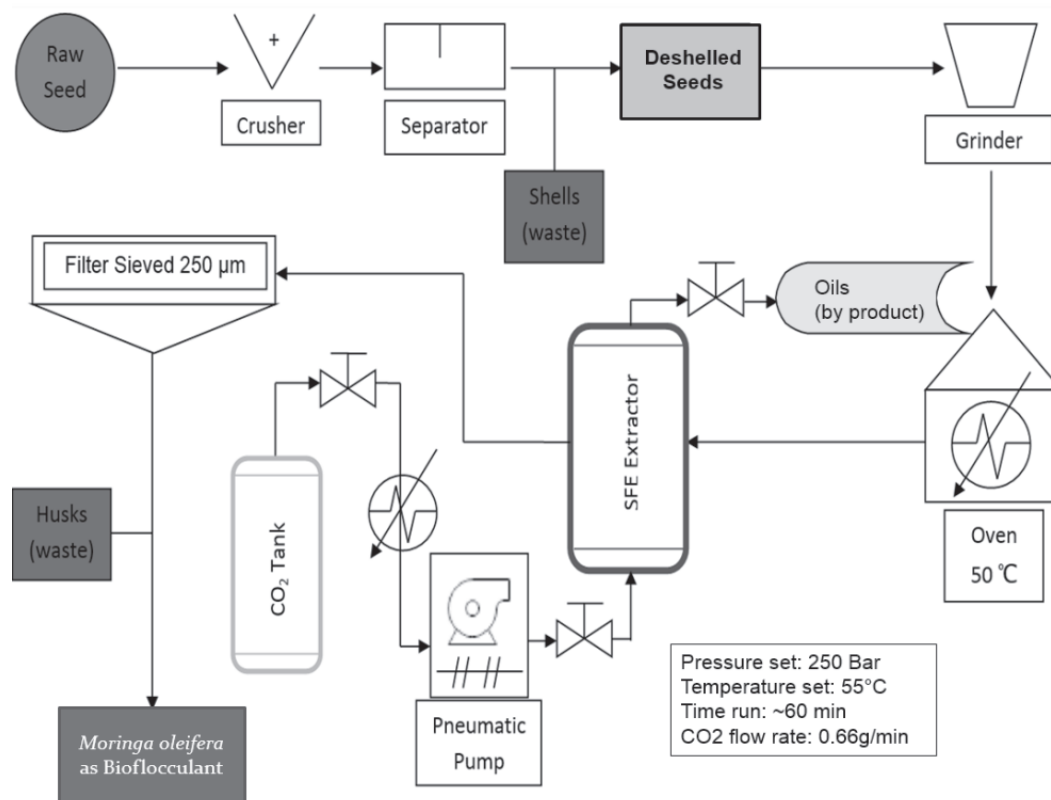 Raw
Seed
+
Crusher
Separator
Deshelled
Seeds
Grinder
Shells
(waste)
Filter Sieved 250 µm
Oils
(by product)
SFE Extractor
CO₂ Tank
Husks
(waste)
Oven
50 ℃
Pneumatic
Pump
Pressure set: 250 Bar
Temperature set: 55°C
Time run: ~60 min
CO2 flow rate: 0.66g/min
Moringa oleifera
as Bioflocculant